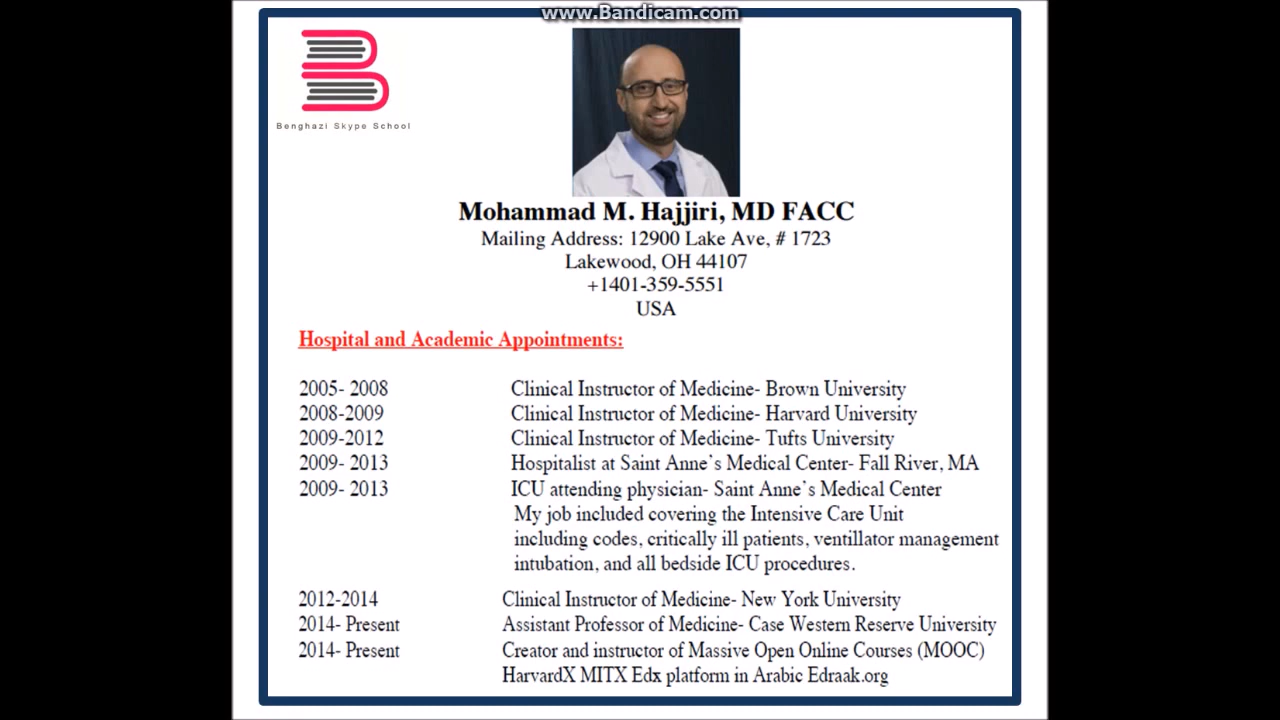 www.Bandicam.com
Benghazi Skype School
Mohammad M. Hajjiri, MD FACC
Mailing Address: 12900 Lake Ave, # 1723
Lakewood, OH 44107
+1401-359-5551
USA
Hospital and Academic Appointments:
2005- 2008 Clinical Instructor of Medicine- Brown University
2008-2009 Clinical Instructor of Medicine- Harvard University
2009-2012 Clinical Instructor of Medicine- Tufts University
2009- 2013 Hospitalist at Saint Anne's Medical Center- Fall River, MA
2009- 2013 ICU attending physician- Saint Anne's Medical Center
My job included covering the Intensive Care Unit
including codes, critically ill patients, ventillator management
intubation, and all bedside ICU procedures.
2012-2014 Clinical Instructor of Medicine- New York University
2014- Present Assistant Professor of Medicine- Case Western Reserve University
2014- Present Creator and instructor of Massive Open Online Courses (MOOC)
HarvardX MITX Edx platform in Arabic Edraak.org